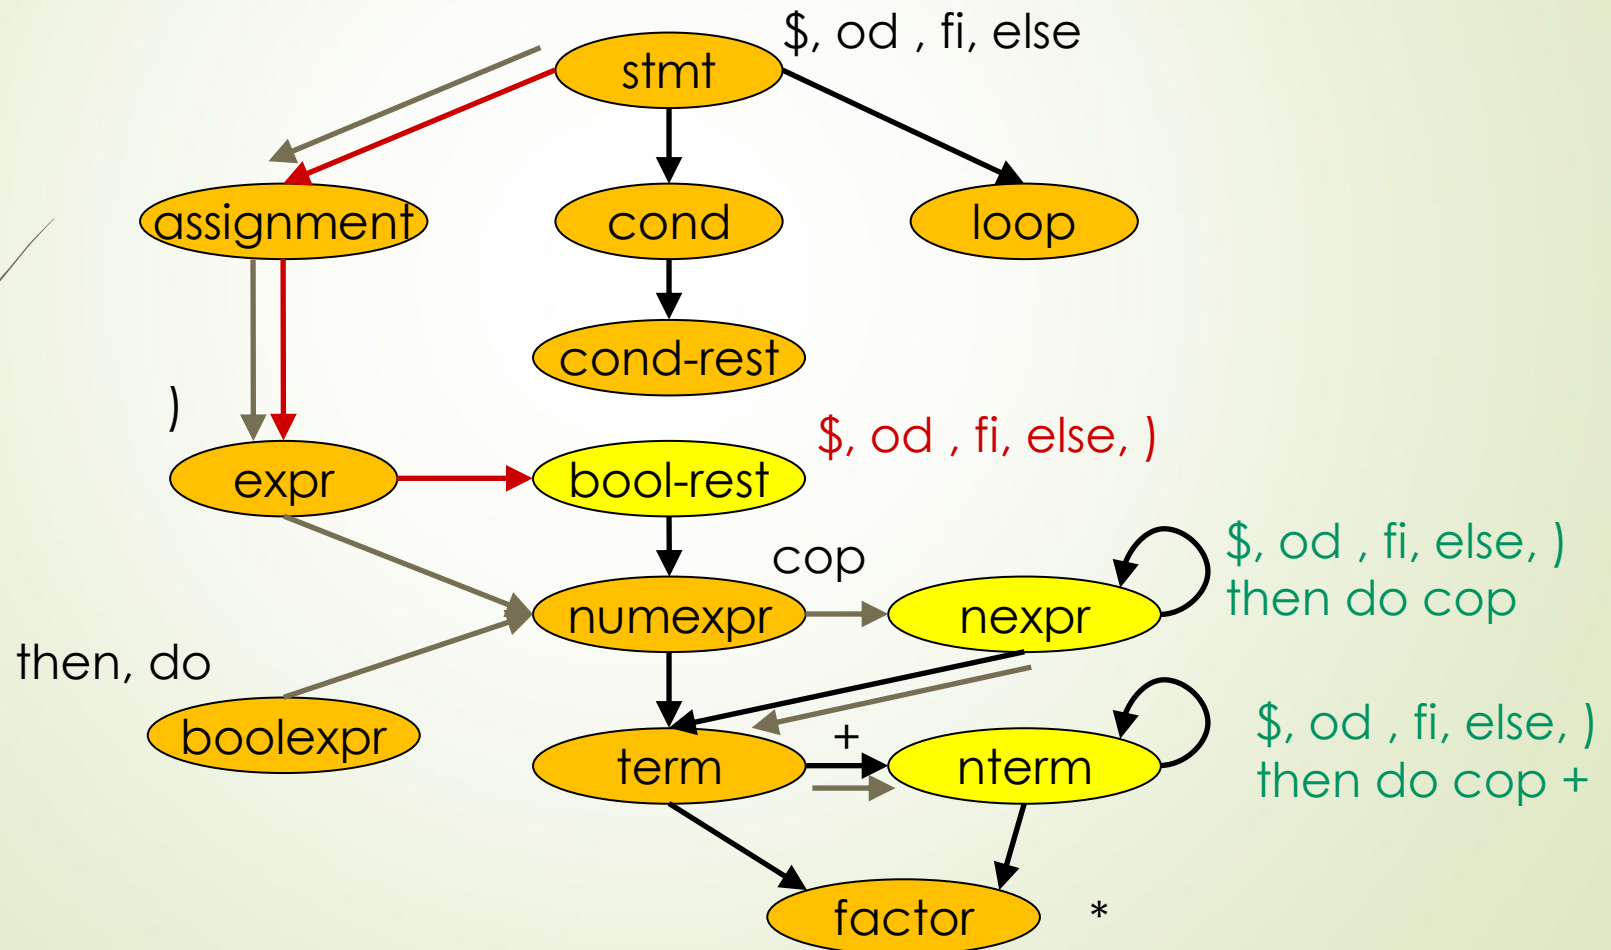 $, od , fi, else
stmt
assignment
cond
loop
cond-rest
)
$, od , fi, else, )
expr
bool-rest
cop
$, od , fi, else, )
then do cop
numexpr
nexpr
then, do
boolexpr
+
$, od , fi, else, )
then do cop +
term
nterm
factor
*